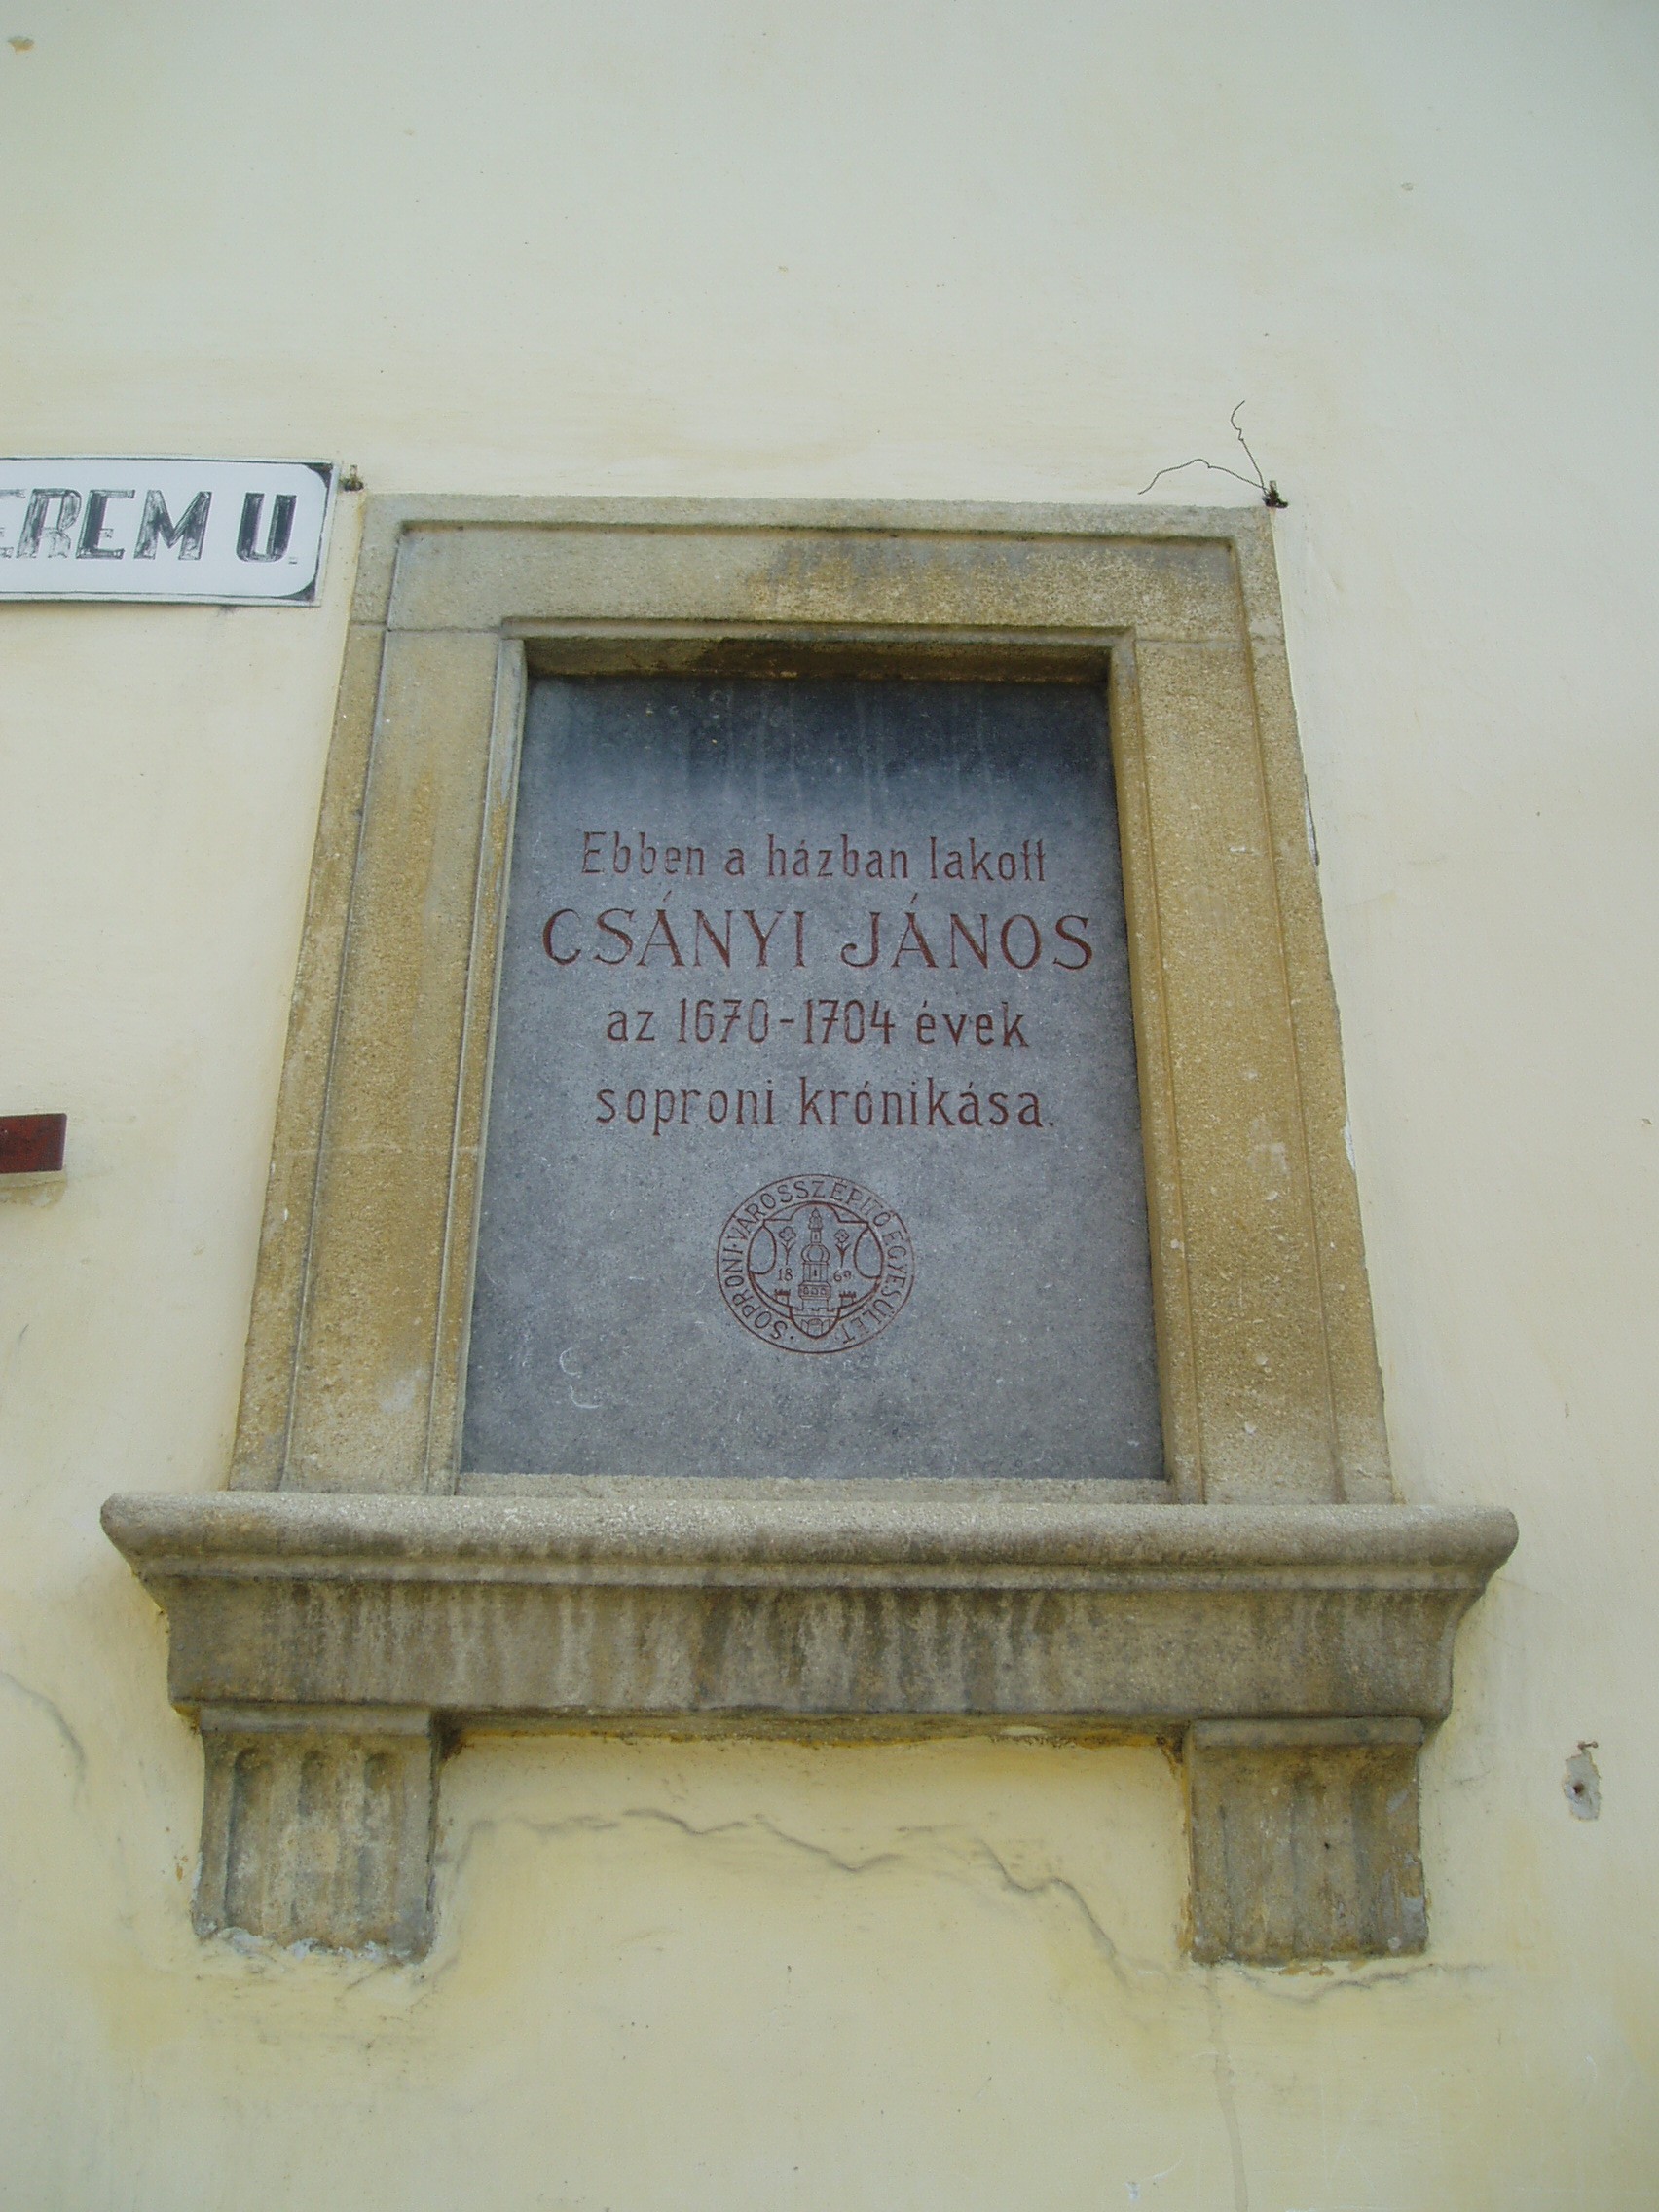 EREM U.
Ebben a házban lakott
CSÁNYI JÁNOS
az 1670-1704 évek
soproni krónikása.
SOPRONI·VÁROSSZÉPÍTŐ EGYESÜLET·
1869